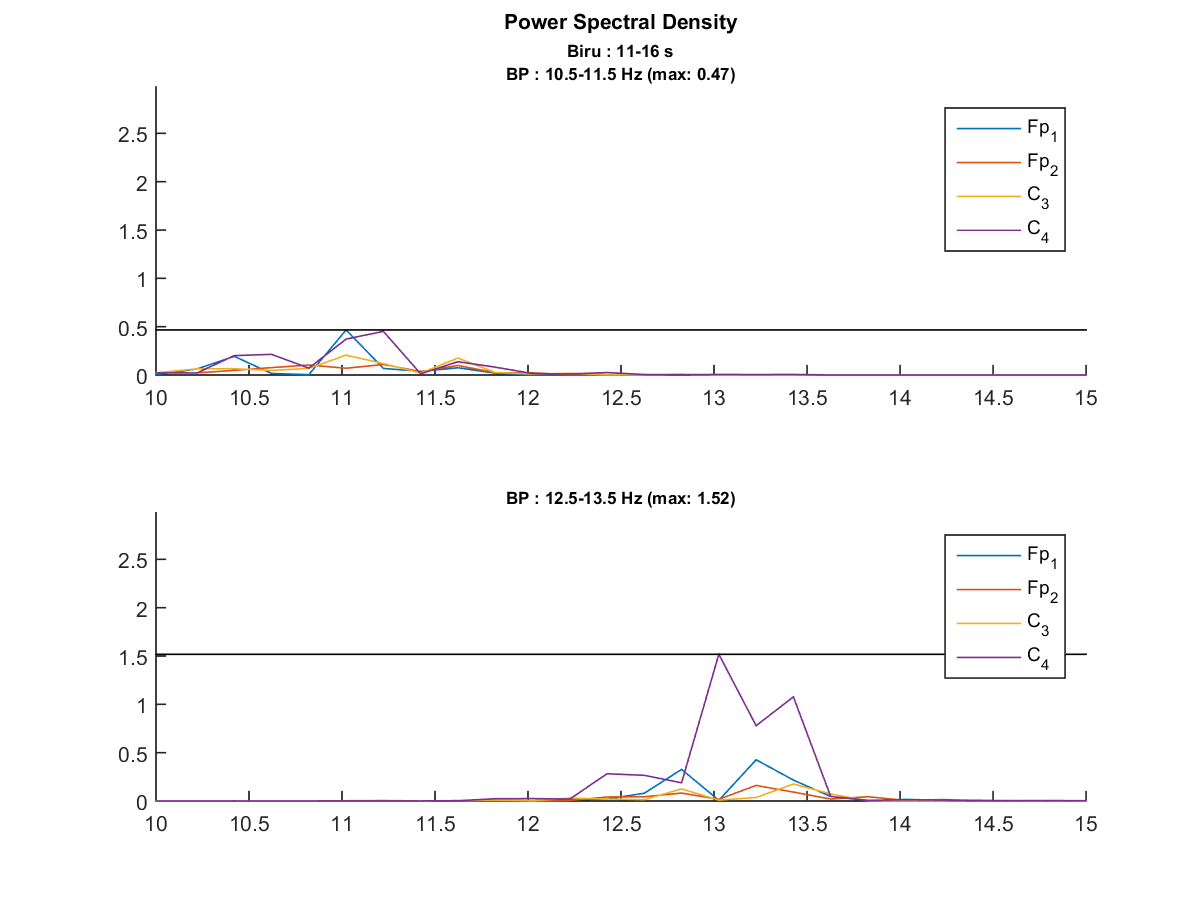 Power Spectral Density
Biru : 11-16 s
BP : 10.5-11.5 Hz (max: 0.47)
2.5
2
1.5
1
0.5
0
10 10.5 11 11.5 12 12.5 13 13.5 14 14.5 15
Fp1
Fp2
C3
C4
BP : 12.5-13.5 Hz (max: 1.52)
2.5
2
1.5
1
0.5
0
10 10.5 11 11.5 12 12.5 13 13.5 14 14.5 15
Fp1
Fp2
C3
C4